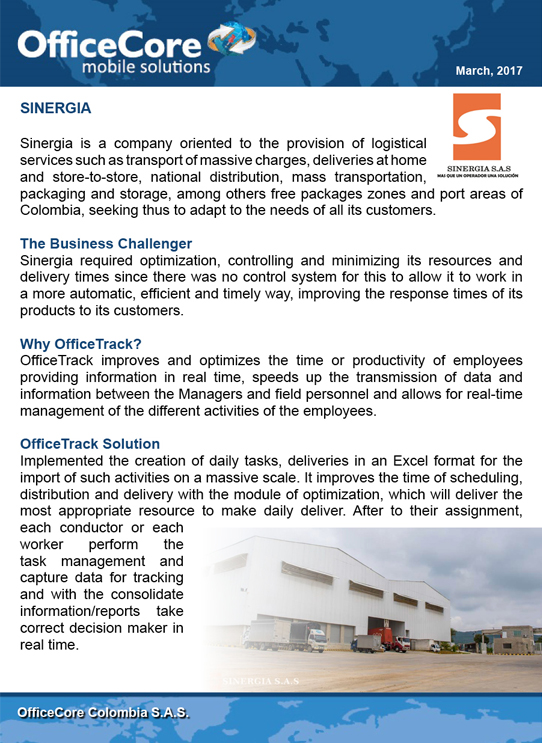 OfficeCore
mobile solutions
March, 2017
SINERGIA
Sinergia is a company oriented to the provision of logistical
services such as transport of massive charges, deliveries at home
and store-to-store, national distribution, mass transportation,
packaging and storage, among others free packages zones and port areas of
Colombia, seeking thus to adapt to the needs of all its customers.
SINERGIA S.A.S
MAS QUE UN OPERADOR UNA SOLUCIÓN
The Business Challenger
Sinergia required optimization, controlling and minimizing its resources and
delivery times since there was no control system for this to allow it to work in
a more automatic, efficient and timely way, improving the response times of its
products to its customers.
Why OfficeTrack?
OfficeTrack improves and optimizes the time or productivity of employees
providing information in real time, speeds up the transmission of data and
information between the Managers and field personnel and allows for real-time
management of the different activities of the employees.
OfficeTrack Solution
Implemented the creation of daily tasks, deliveries in an Excel format for the
import of such activities on a massive scale. It improves the time of scheduling,
distribution and delivery with the module of optimization, which will deliver the
most appropriate resource to make daily deliver. After to their assignment,
each conductor or each
worker perform the
task management and
capture data for tracking
and with the consolidate
information/reports take
correct decision maker in
real time.
SINERGIA S.A.S
OfficeCore Colombia S.A.S.